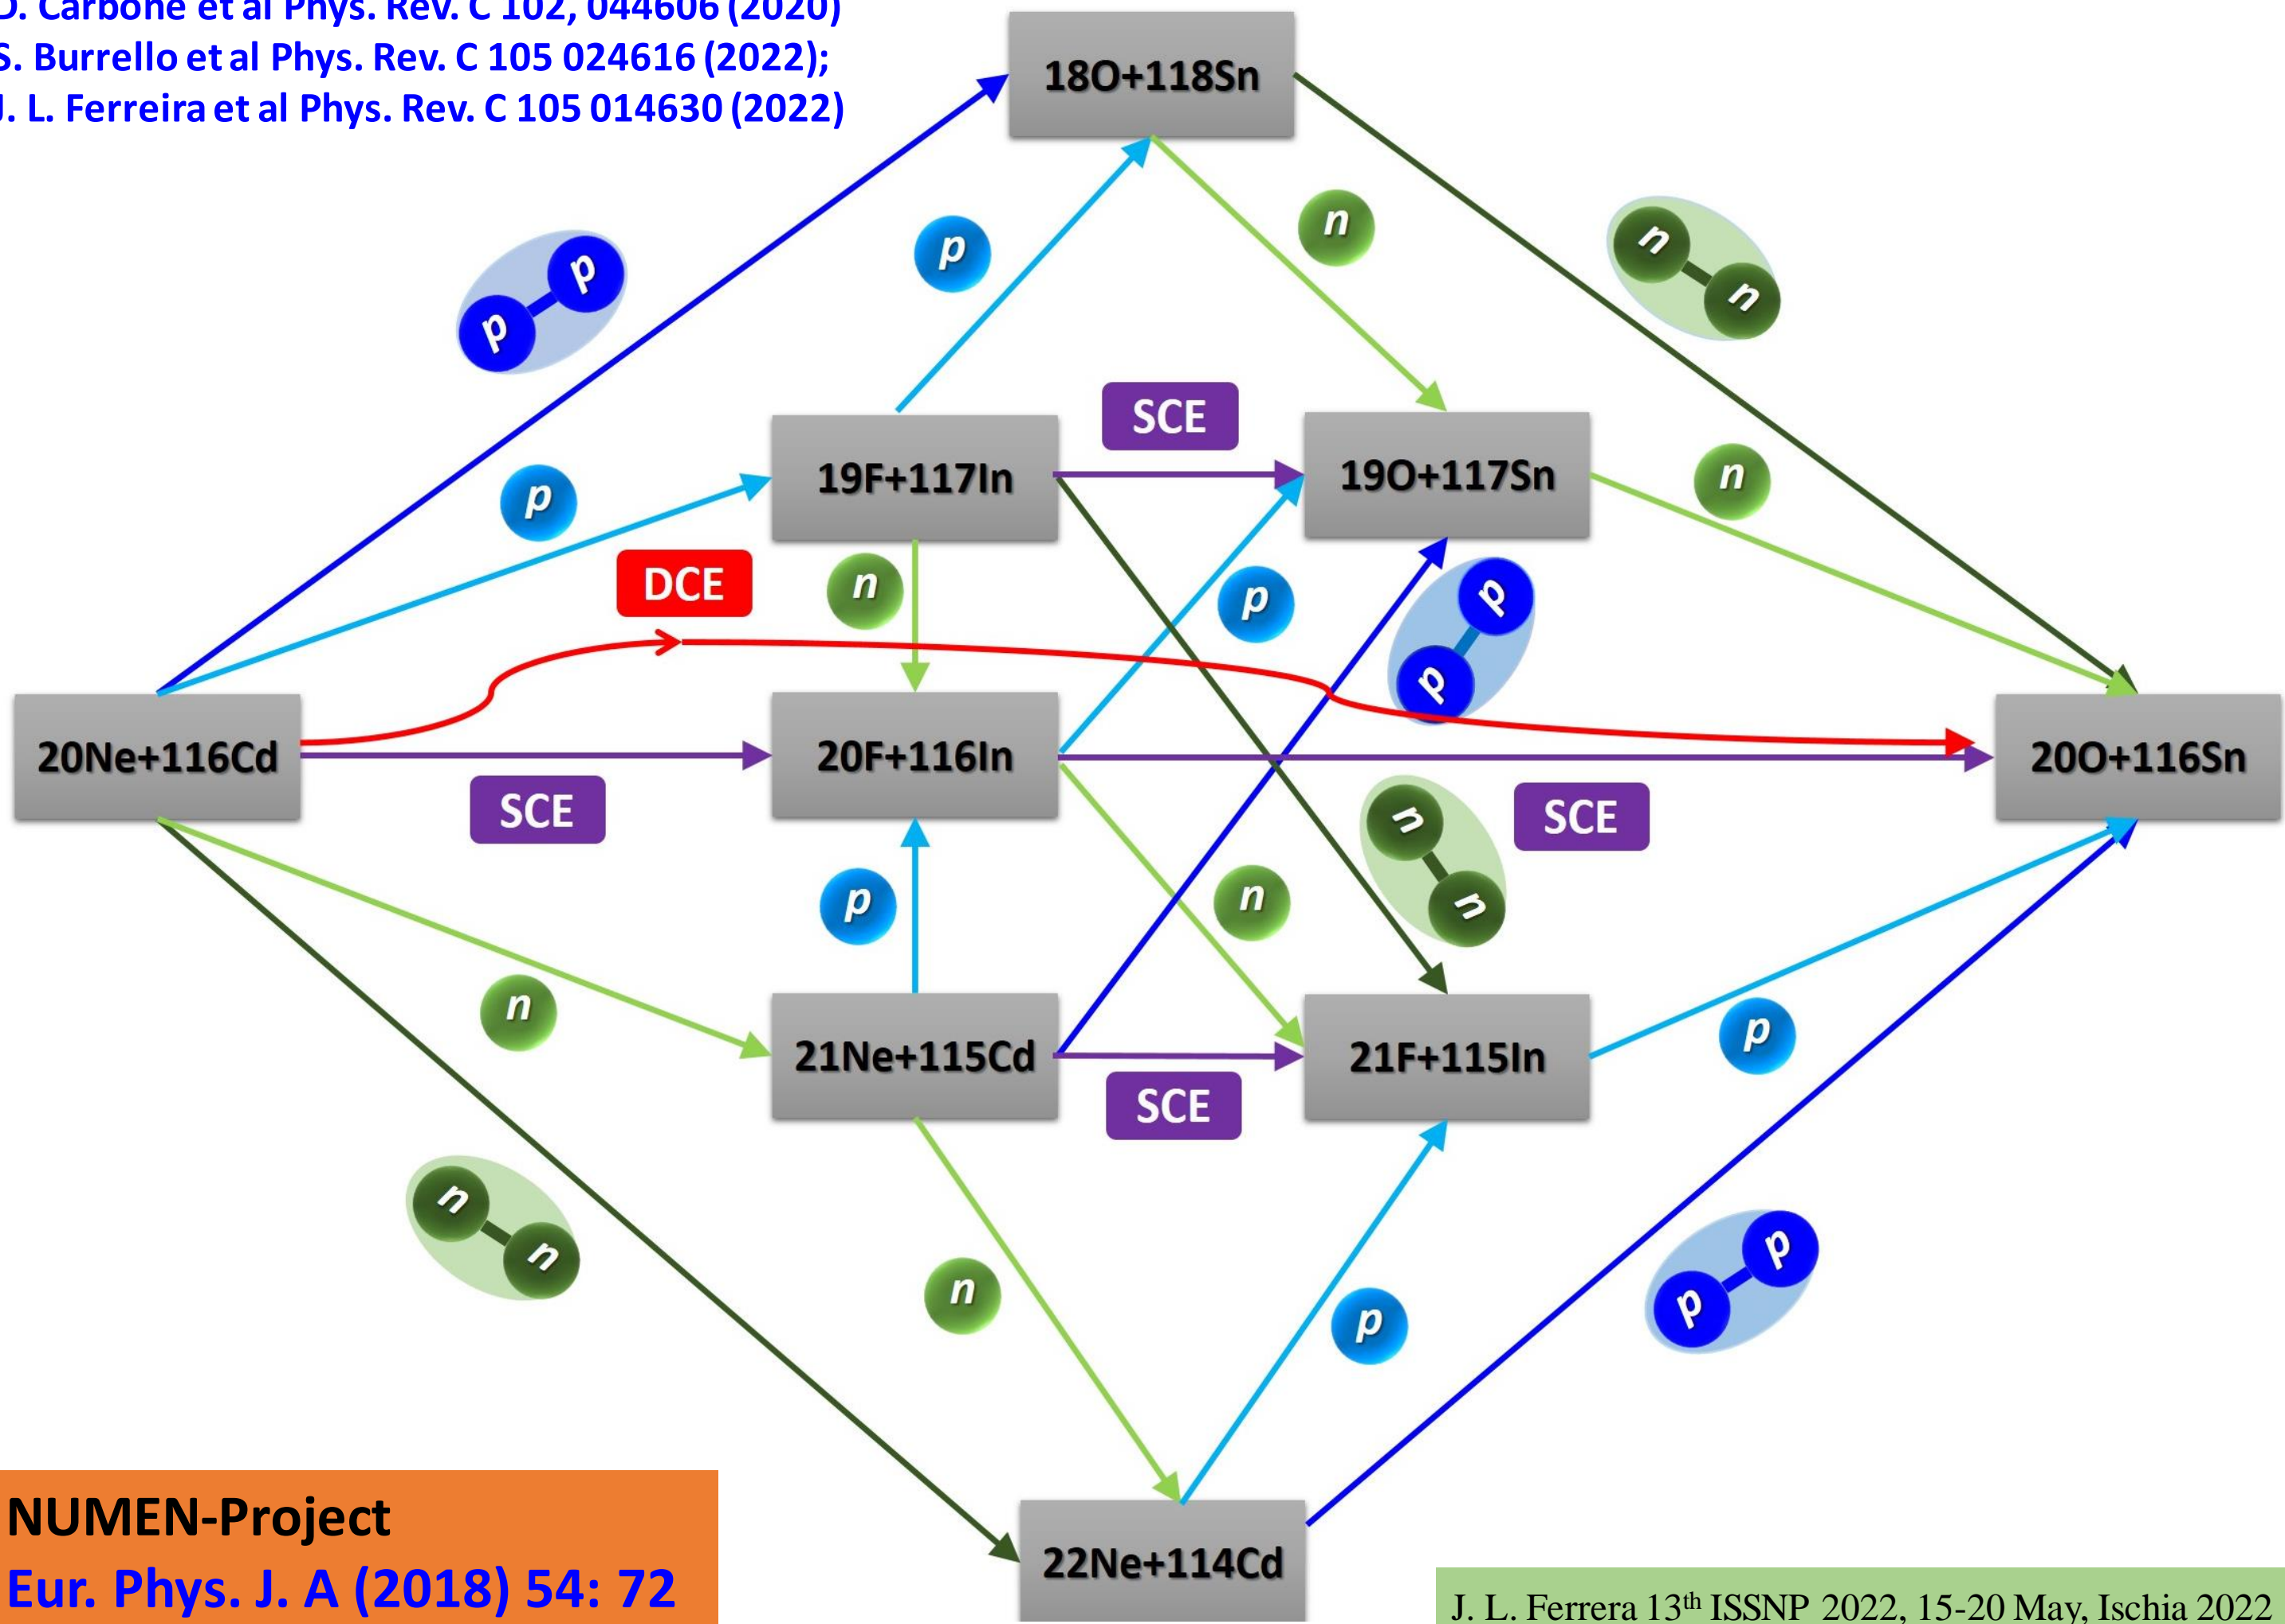 D. Carbone et al Phys. Rev. C 102, 044606 (2020)
S. Burrello et al Phys. Rev. C 105 024616 (2022);
J. L. Ferreira et al Phys. Rev. C 105 014630 (2022)
18O+118Sn
n
p
n
n
p
p
SCE
19F+117In
19O+117Sn
n
p
DCE
n
p
p
p
20Ne+116Cd
20F+116In
20O+116Sn
SCE
n
n
SCE
p
n
n
p
21Ne+115Cd
21F+115In
SCE
n
n
p
p
n
p
NUMEN-Project
Eur. Phys. J. A (2018) 54: 72
22Ne+114Cd
J. L. Ferrera 13th ISSNP 2022, 15-20 May, Ischia 2022